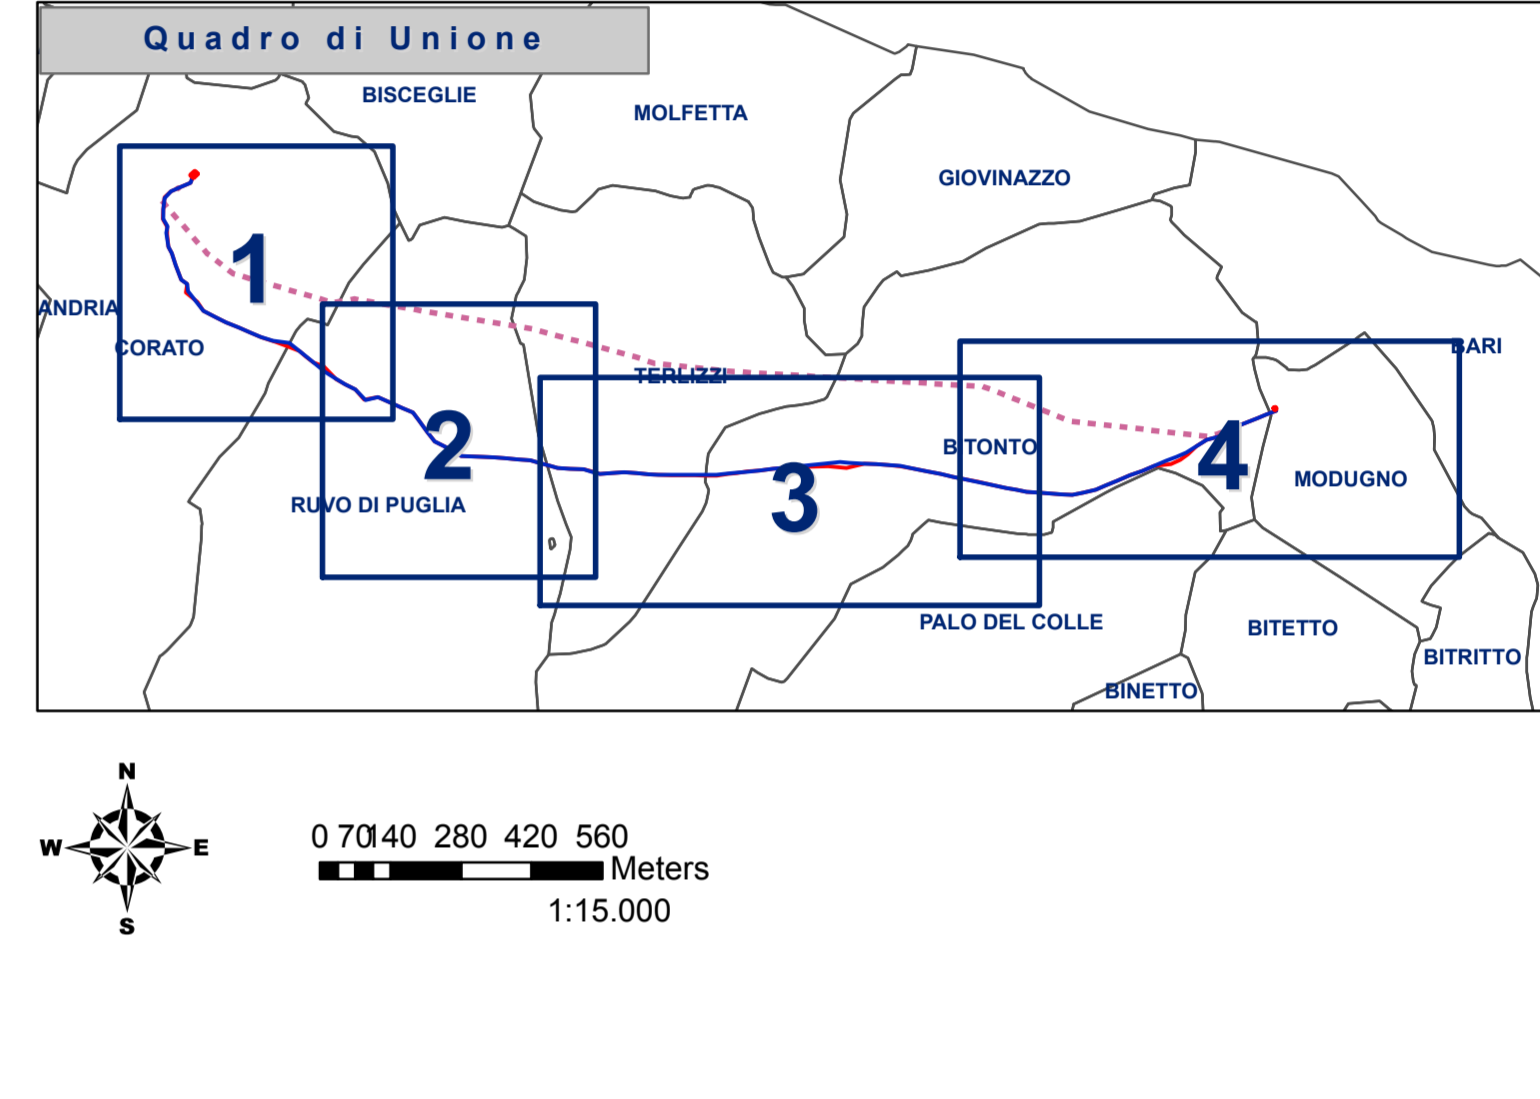 Quadro di Unione
BISCEGLIE
MOLFETTA
GIOVINAZZO
1
ANDRIA
CORATO
BARI
TERLIZZI
2
BITONTO
4
MODUGNO
3
RUVO DI PUGLIA
PALO DEL COLLE
BITETTO
BITRITTO
BINETTO
N
W
E
S
0 70 140 280 420 560
Meters
1:15.000